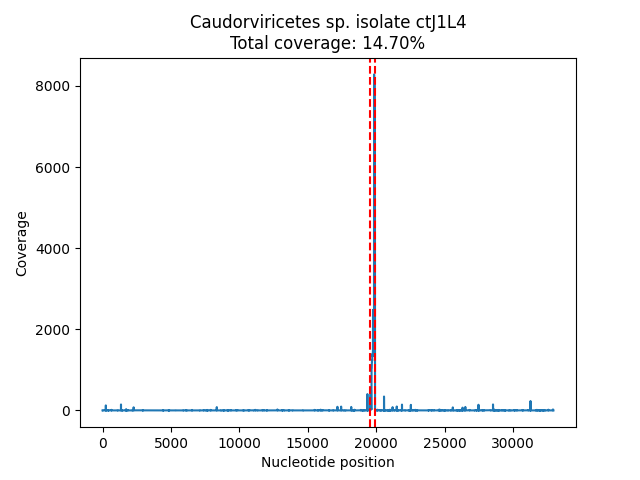 Caudorviricetes sp. isolate ctJ1L4
Total coverage: 14.70%
Coverage
8000
6000
4000
2000
0
0 5000 10000 15000 20000 25000 30000
Nucleotide position